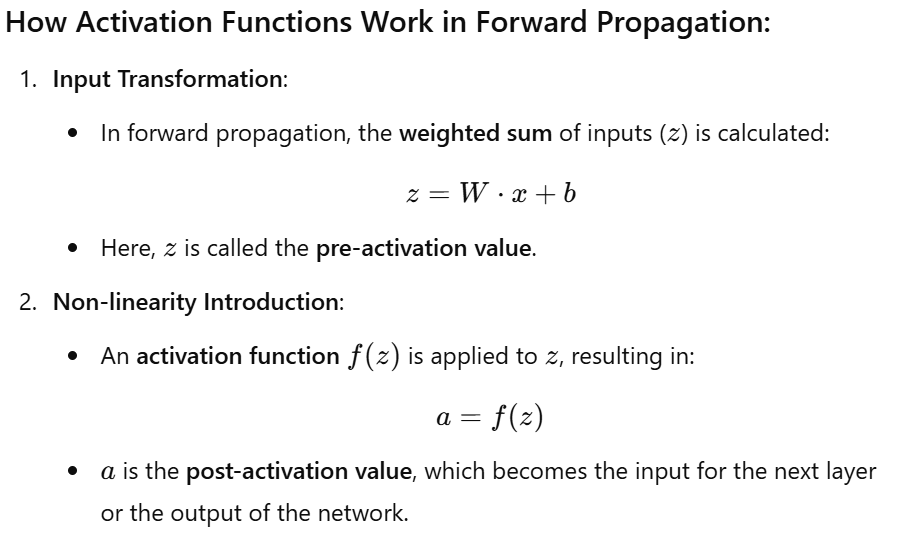 How Activation Functions Work in Forward Propagation:
1. Input Transformation:
• In forward propagation, the weighted sum of inputs (z) is calculated:
z = W · x + b
• Here, z is called the pre-activation value.
2. Non-linearity Introduction:
• An activation function f(z) is applied to z, resulting in:
a = f(z)
• a is the post-activation value, which becomes the input for the next layer
or the output of the network.